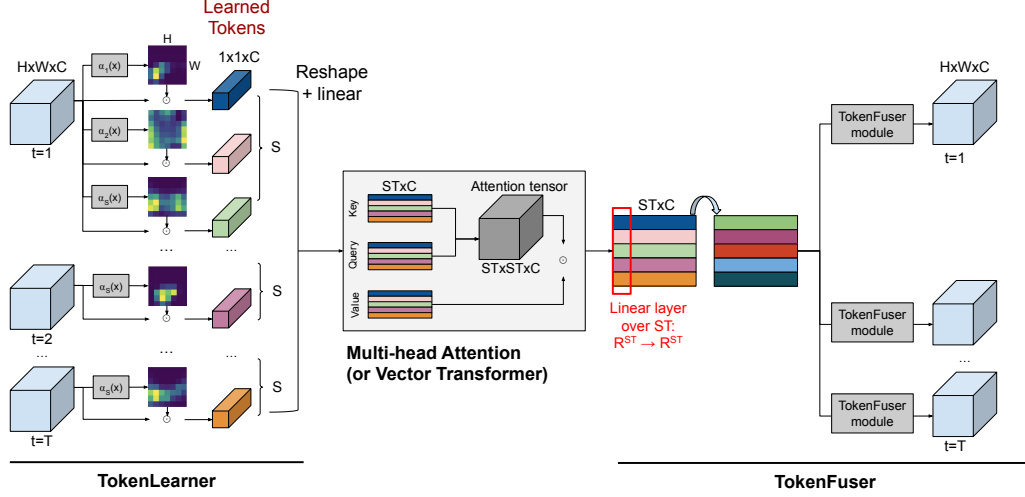 Learned
Tokens
HxWxC
t=1
α₁(x)
H
W
1x1xC
α₂(x)
S
αₛ(x)
...
...
t=2
αₛ(x)
S
...
...
...
αₛ(x)
S
t=T
TokenLearner
Reshape
+ linear
STxC
Key
Query
Value
Attention tensor
STxSTxC
Multi-head Attention
(or Vector Transformer)
STxC
Linear layer
over ST:
R^ST → R^ST
HxWxC
TokenFuser
module
t=1
TokenFuser
module
...
TokenFuser
module
t=T
TokenFuser